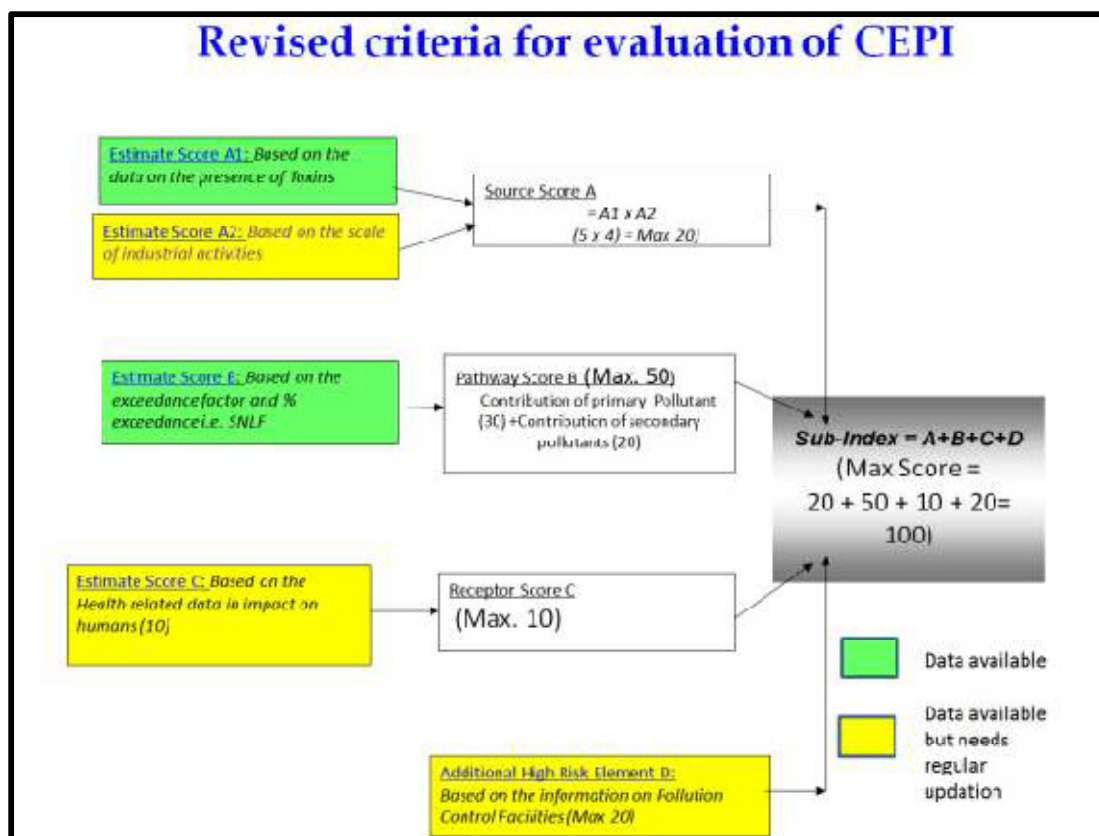 Revised criteria for evaluation of CEPI
Estimate Score A1: Based on the
data on the presence of Toxins
Estimate Score A2: Based on the scale
of industrial activities
Source Score A
= A1 x A2
(5 x 4) = Max 20)
Estimate Score B: Based on the
exceedancefactor and %
exceedancei.e. SNLF
Pathway Score B (Max. 50)
Contribution of primary Pollutant
(30) +Contribution of secondary
pollutants (20)
Sub-Index = A+B+C+D
(Max Score =
20 + 50 + 10 + 20=
100)
Estimate Score C: Based on the
Health related data in impact on
humans (10)
Receptor Score C
(Max. 10)
Data available
Data available
but needs
regular
updation
Additional High Risk Element D:
Based on the information on Pollution
Control Facilities (Max 20)